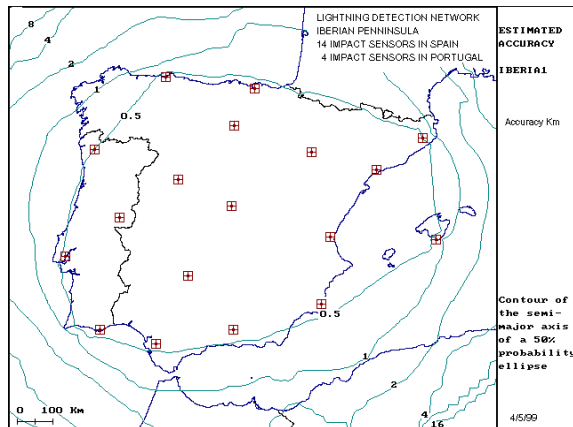 8
4
2
1
0.5
LIGHTNING DETECTION NETWORK
IBERIAN PENNINSULA
14 IMPACT SENSORS IN SPAIN
4 IMPACT SENSORS IN PORTUGAL
ESTIMATED
ACCURACY
IBERIA1
Accuracy Km
0.5
1
2
4
16
Contour of
the semi-
major axis
of a 50%
probability
ellipse
0 100 Km
4/5/99